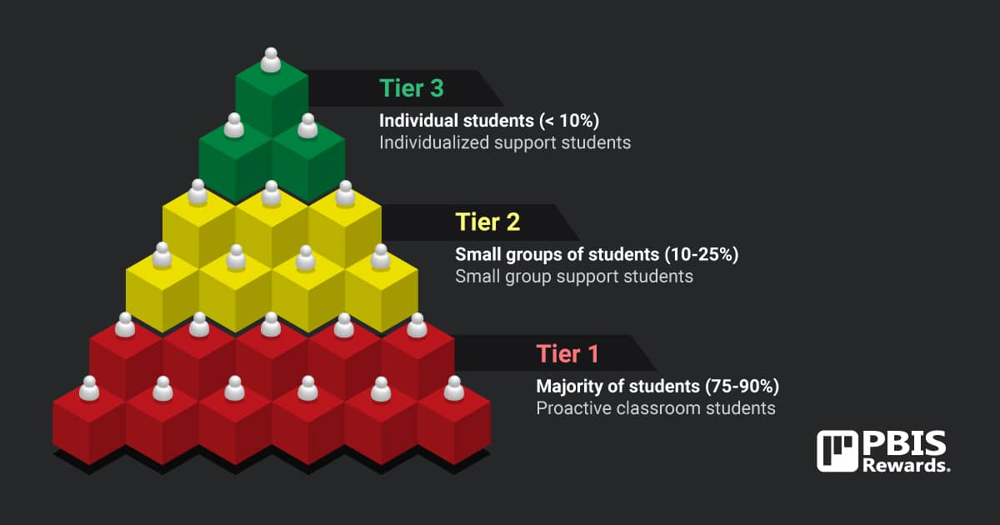 Tier 3
Individual students (< 10%)
Individualized support students
Tier 2
Small groups of students (10-25%)
Small group support students
Tier 1
Majority of students (75-90%)
Proactive classroom students
PBIS
Rewards.